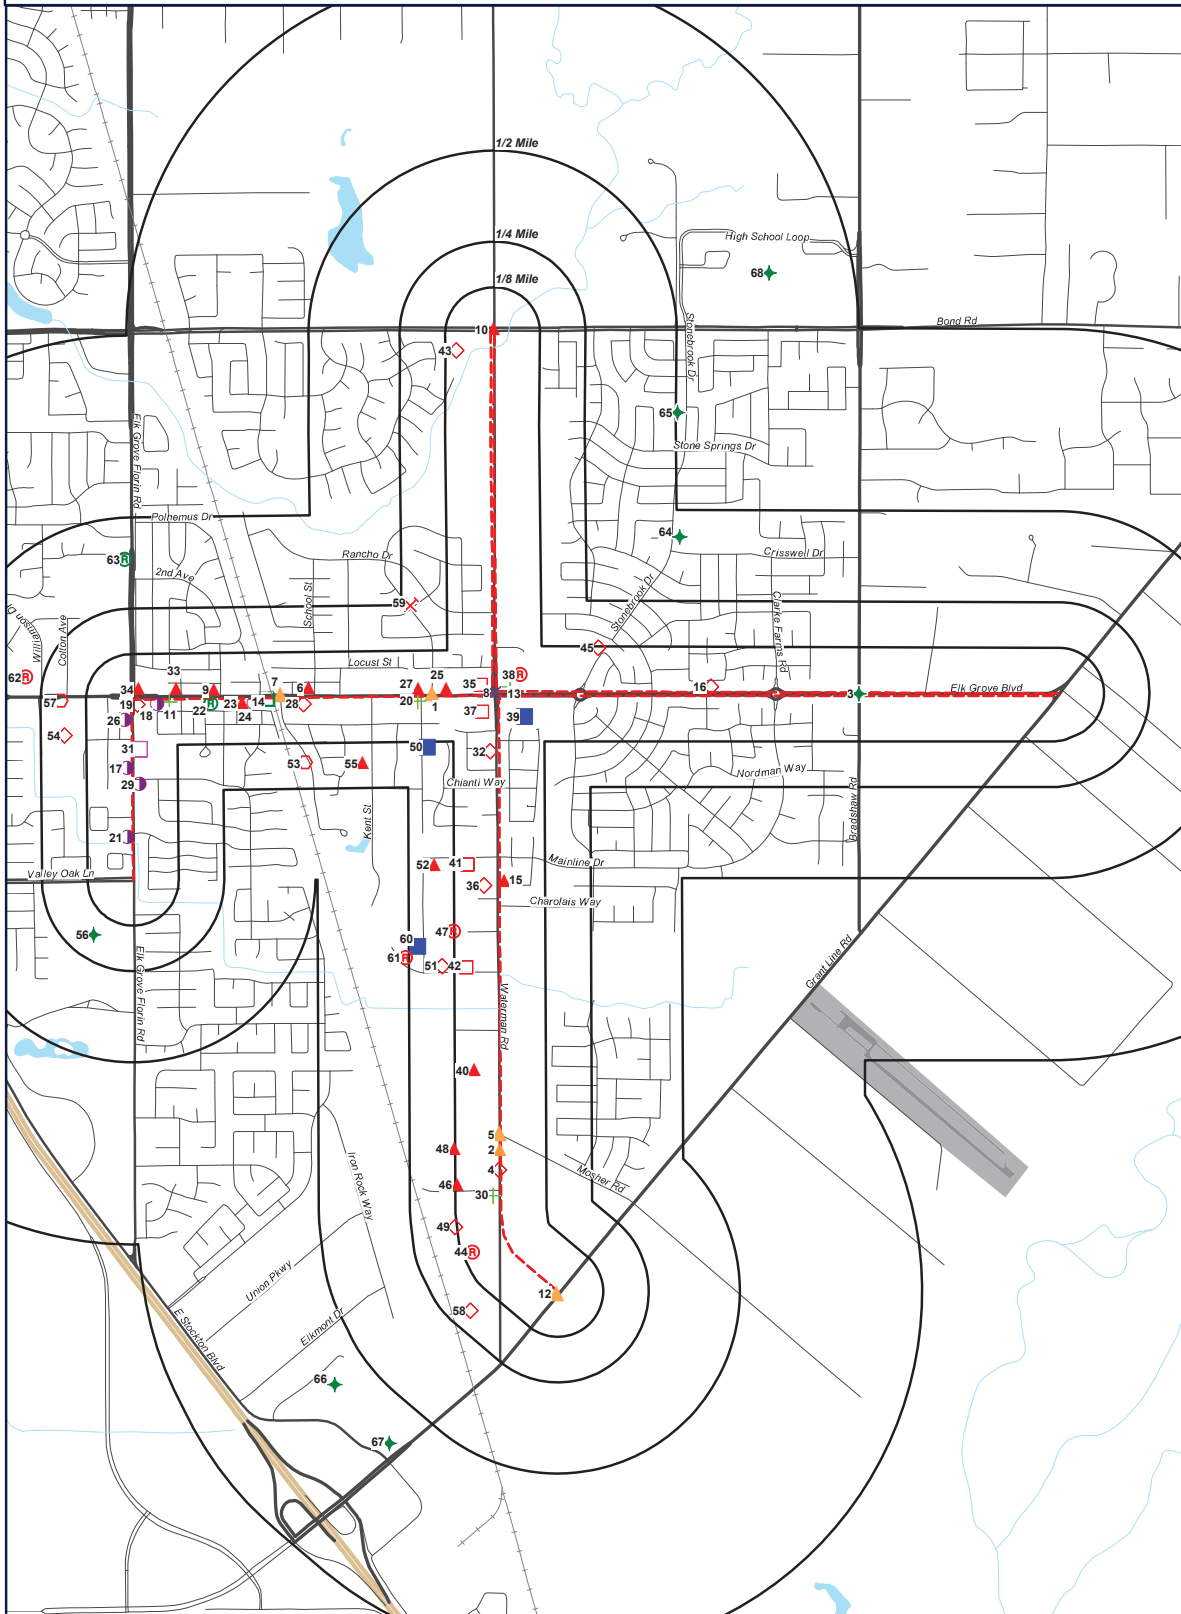 1/2 Mile
1/4 Mile
High School Loop
68
1/8 Mile
Bond Rd
10
43
Stonebrook Dr
65
Elk Grove Florin Rd
Stone Springs Dr
Polhemus Dr
64
Crisswell Dr
Rancho Dr
63 R
2nd Ave
School St
59
Stonebrook Dr
Clarke Farms Rd
Williamson Dr
Colton Ave
45
Locust St
62 R
33
7
6
27
25
35
38 R
16
34
9
8
13
3
Elk Grove Blvd
57
19
18
11
22
R
23
24
14
28
20
1
37
39
26
54
31
50
32
17
53
55
Nordman Way
29
Chianti Way
Bradshaw Rd
Kent St
21
Valley Oak Ln
52
41
Mainline Dr
36
15
Charolais Way
56
47 R
60
61 R
51
42
Grant Line Rd
Elk Grove Florin Rd
Waterman Rd
40
5
48
2
4
Mosher Rd
46
30
Iron Rock Way
49
44 R
Union Pkwy
12
58
E Stockton Blvd
Elkmont Dr
66
67